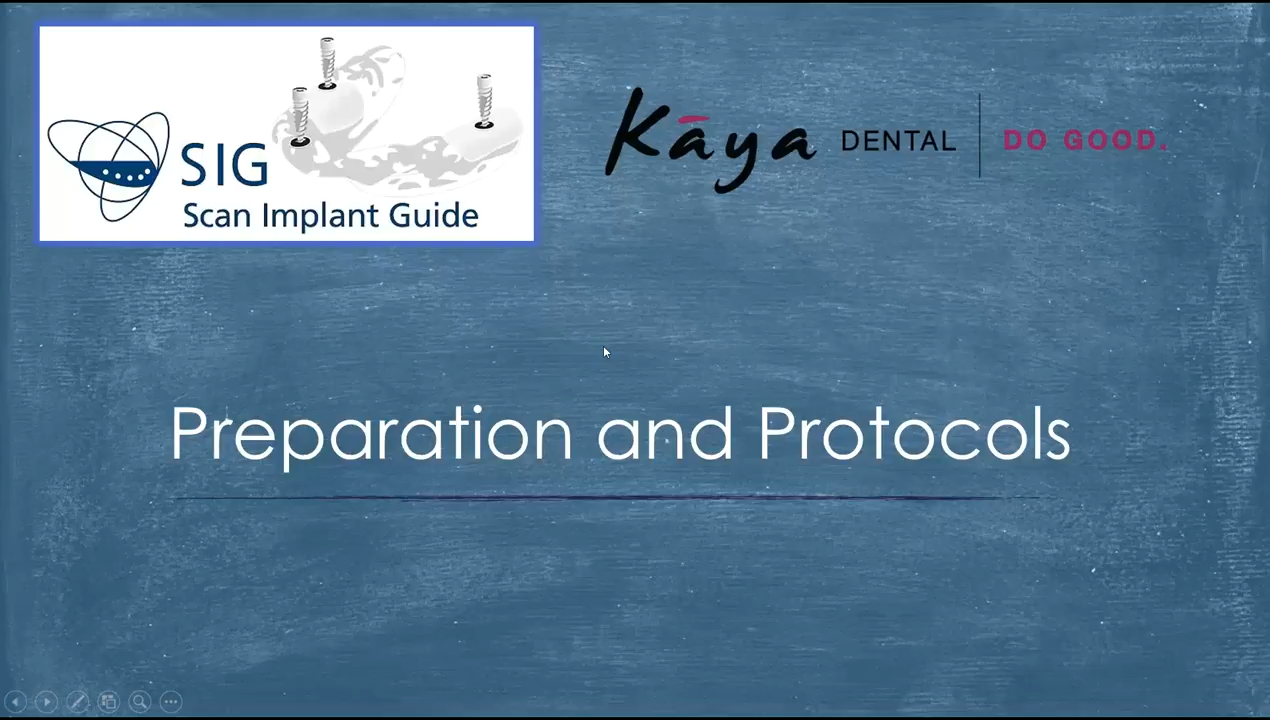 SIG
Scan Implant Guide
Kāya DENTAL DO GOOD.
Preparation and Protocols